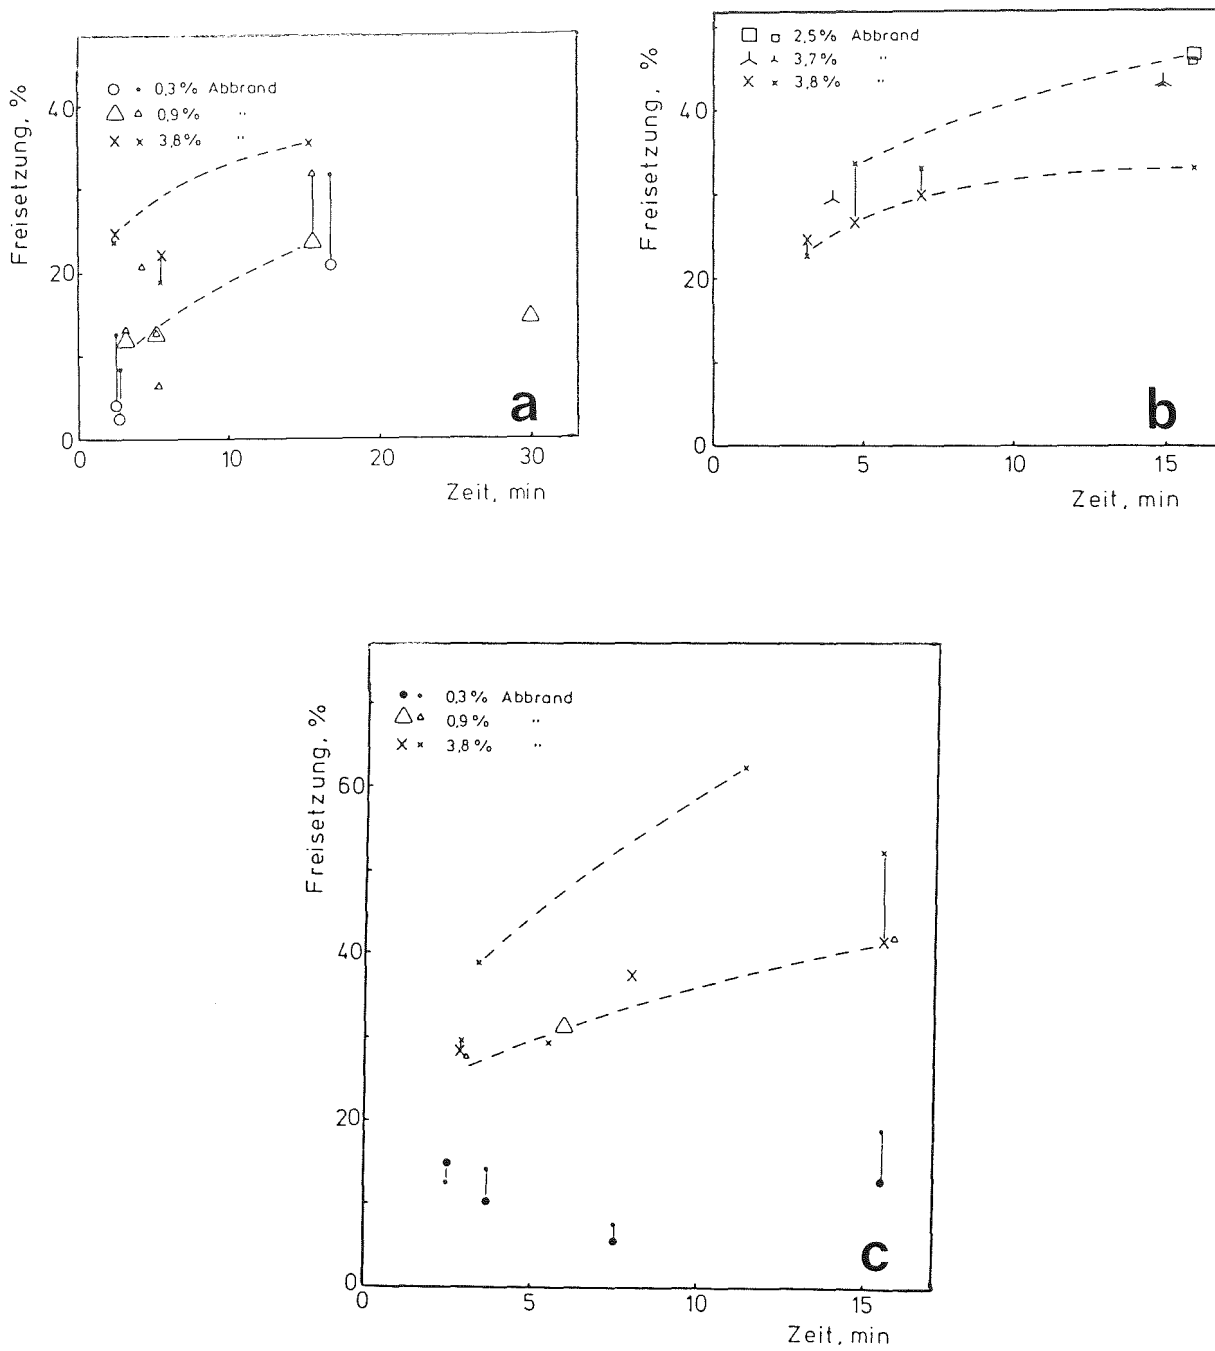 Freisetzung, %
0,3% Abbrand
0,9% "
3,8% "
40
20
0
0 10 20 30
Zeit, min
a
Freisetzung, %
2,5% Abbrand
3,7% "
3,8% "
40
20
0
0 5 10 15
Zeit, min
b
Freisetzung, %
0,3% Abbrand
0,9% "
3,8% "
60
40
20
0
0 5 10 15
Zeit, min
c